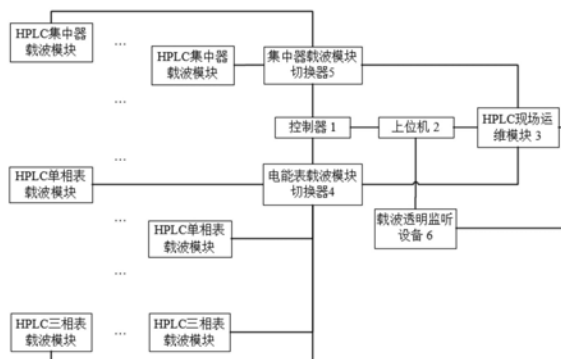 HPLC集中器
载波模块
…
HPLC集中器
载波模块
集中器载波模块
切换器5
…
控制器 1
上位机 2
HPLC现场运
维模块 3
…
HPLC单相表
载波模块
电能表载波模块
切换器4
…
HPLC单相表
载波模块
载波透明监听
设备 6
…
HPLC三相表
载波模块
…
HPLC三相表
载波模块